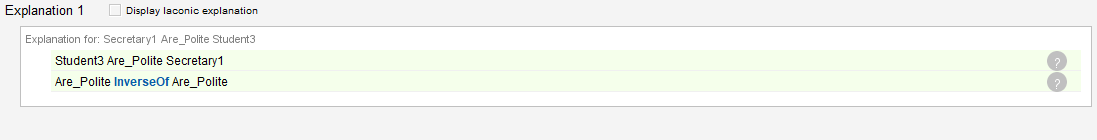 Explanation 1 Display laconic explanation
Explanation for: Secretary1 Are_Polite Student3
Student3 Are_Polite Secretary1
?
Are_Polite InverseOf Are_Polite
?